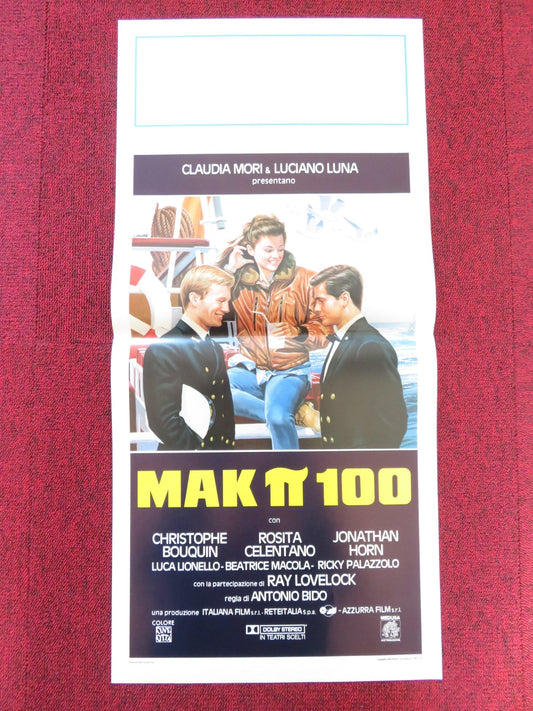 CLAUDIA MORI & LUCIANO LUNA
presentano
MAK π 100
con
CHRISTOPHE BOUQUIN
ROSITA CELENTANO
JONATHAN HORN
LUCA LIONELLO - BEATRICE MACOLA - RICKY PALAZZOLO
con la partecipazione di RAY LOVELOCK
regia di ANTONIO BIDO
una produzione ITALIANA FILM s.r.l. - RETEITALIA s.p.a. - AZZURRA FILM s.r.l.
COLORE
DOLBY STEREO
IN TEATRI SCELTI
MEDUSA